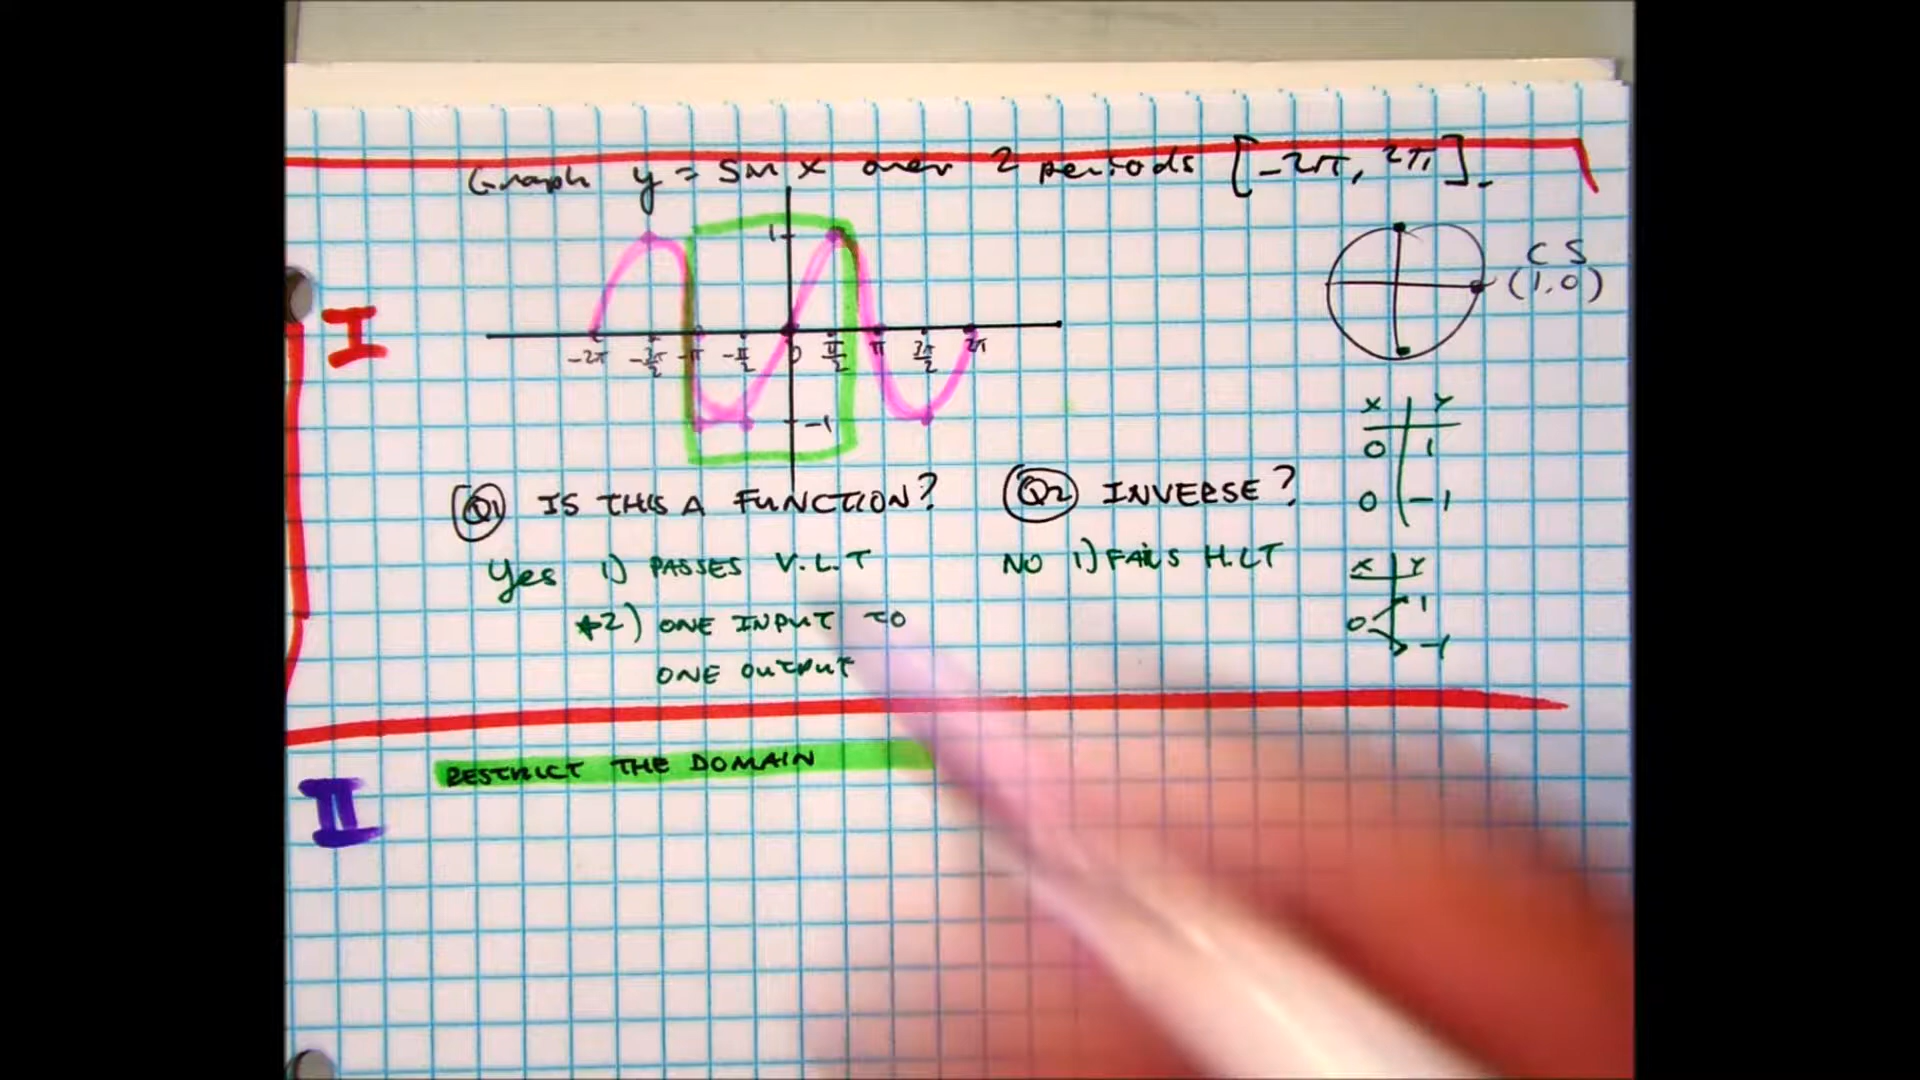 Graph y = Sin x over 2 periods [-2π, 2π].
1
-2π -3π/2 -π -π/2 0 π/2 π 3π/2 2π
-1
C S
(1,0)
X Y
0 1
0 -1
X Y
0 1
-1
I
Q1 IS THIS A FUNCTION?
Yes 1) PASSES V.L.T
*2) ONE INPUT TO
ONE OUTPUT
Q2 INVERSE?
NO 1) FAILS H.L.T
II
RESTRICT THE DOMAIN